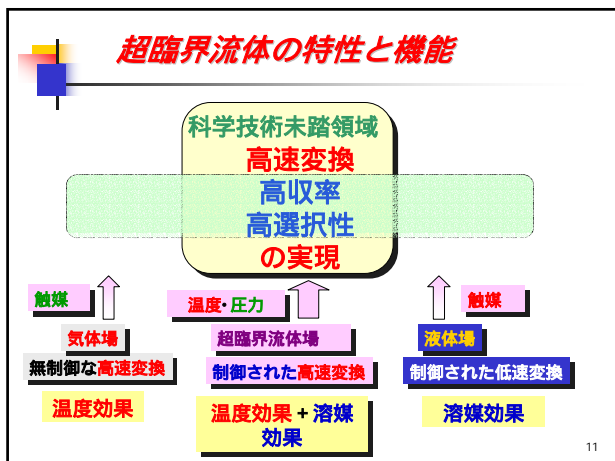 超臨界流体の特性と機能
科学技術未踏領域
高速変換
高収率
高選択性
の実現
触媒
温度・圧力
触媒
気体場
超臨界流体場
液体場
無制御な高速変換
制御された高速変換
制御された低速変換
温度効果
温度効果 + 溶媒
効果
溶媒効果
11